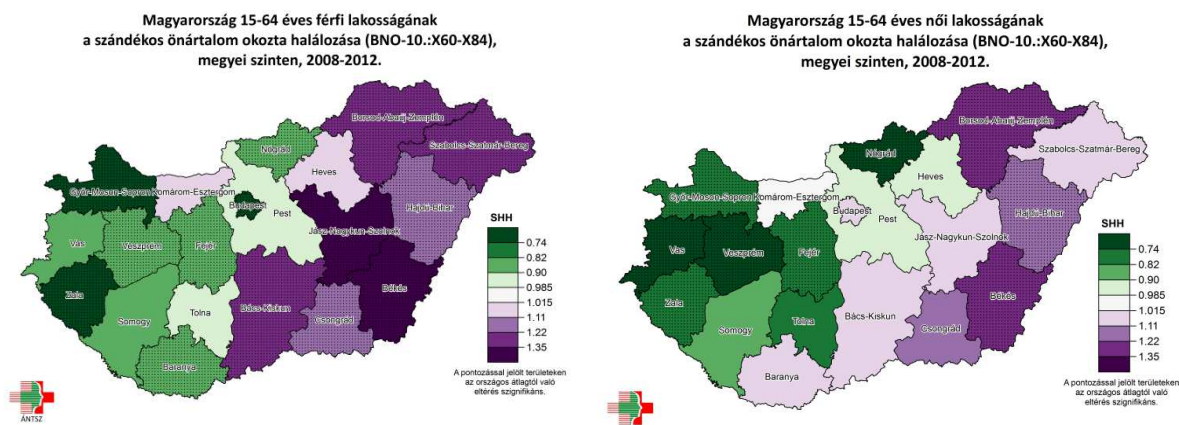 Magyarország 15-64 éves férfi lakosságának
a szándékos önártalom okozta halálozása (BNO-10.:X60-X84),
megyei szinten, 2008-2012.
Borsod-Abaúj-Zemplén
Szabolcs-Szatmár-Bereg
Nógrád
Heves
Győr-Moson-Sopron
Komárom-Esztergom
Budapest
Hajdú-Bihar
Pest
Jász-Nagykun-Szolnok
Vas
Veszprém
Fejér
Zala
Békés
Tolna
Bács-Kiskun
Somogy
Csongrád
Baranya
SHH
0.74
0.82
0.90
0.985
1.015
1.11
1.22
1.35
A pontozással jelölt területeken
az országos átlagtól való
eltérés szignifikáns.
ÁNTSZ
Magyarország 15-64 éves női lakosságának
a szándékos önártalom okozta halálozása (BNO-10.:X60-X84),
megyei szinten, 2008-2012.
Borsod-Abaúj-Zemplén
Szabolcs-Szatmár-Bereg
Nógrád
Heves
Győr-Moson-Sopron
Komárom-Esztergom
Budapest
Hajdú-Bihar
Pest
Jász-Nagykun-Szolnok
Vas
Veszprém
Fejér
Zala
Békés
Tolna
Bács-Kiskun
Somogy
Csongrád
Baranya
SHH
0.74
0.82
0.90
0.985
1.015
1.11
1.22
1.35
A pontozással jelölt területeken
az országos átlagtól való
eltérés szignifikáns.